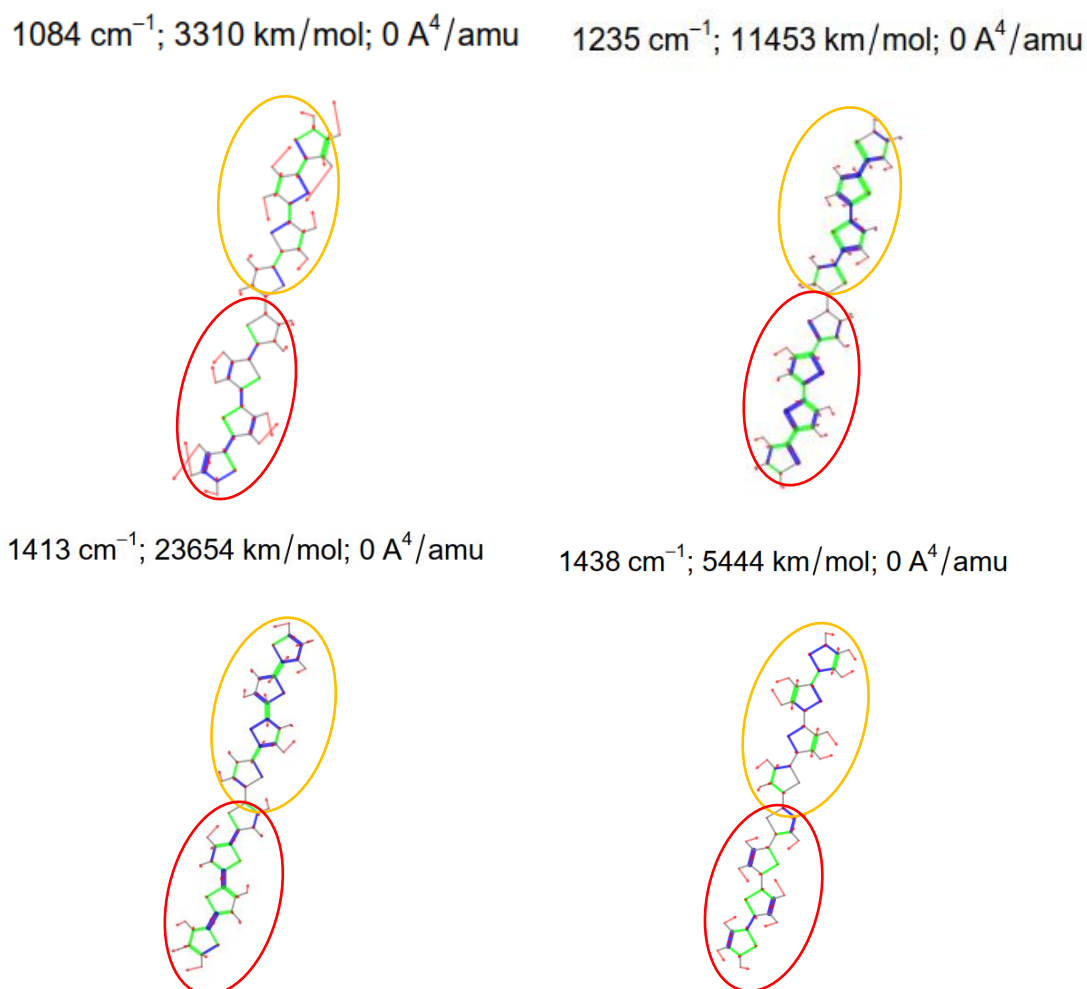 1084 cm⁻¹; 3310 km/mol; 0 A⁴/amu
1235 cm⁻¹; 11453 km/mol; 0 A⁴/amu
1413 cm⁻¹; 23654 km/mol; 0 A⁴/amu
1438 cm⁻¹; 5444 km/mol; 0 A⁴/amu